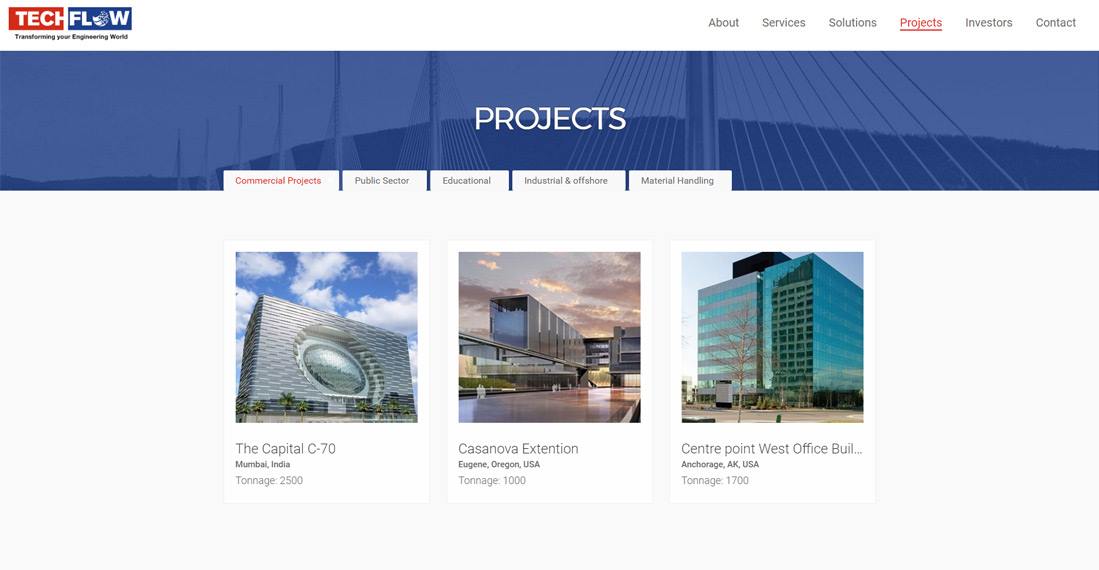 TECHFLOW
Transforming your Engineering World
About Services Solutions Projects Investors Contact
PROJECTS
Commercial Projects Public Sector Educational Industrial & offshore Material Handling
The Capital C-70
Mumbai, India
Tonnage: 2500
Casanova Extention
Eugene, Oregon, USA
Tonnage: 1000
Centre point West Office Buil...
Anchorage, AK, USA
Tonnage: 1700